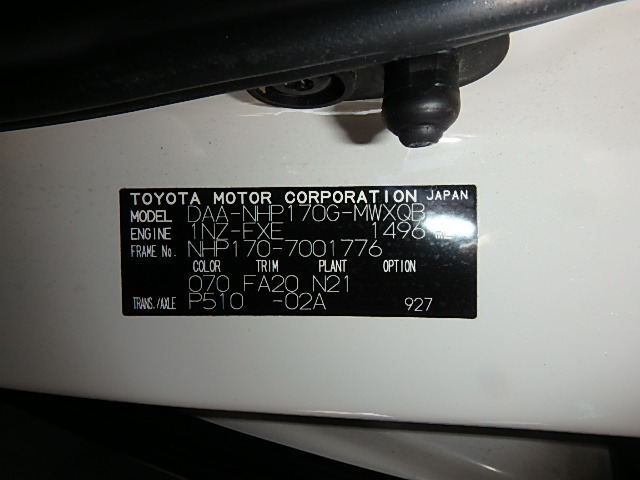 TOYOTA MOTOR CORPORATION JAPAN
MODEL DAA-NHP170G-MWXQB
ENGINE 1NZ-FXE 1496
FRAME No. NHP170-7001776
COLOR TRIM PLANT OPTION
070 FA20 N21
TRANS./AXLE P510 -02A 927